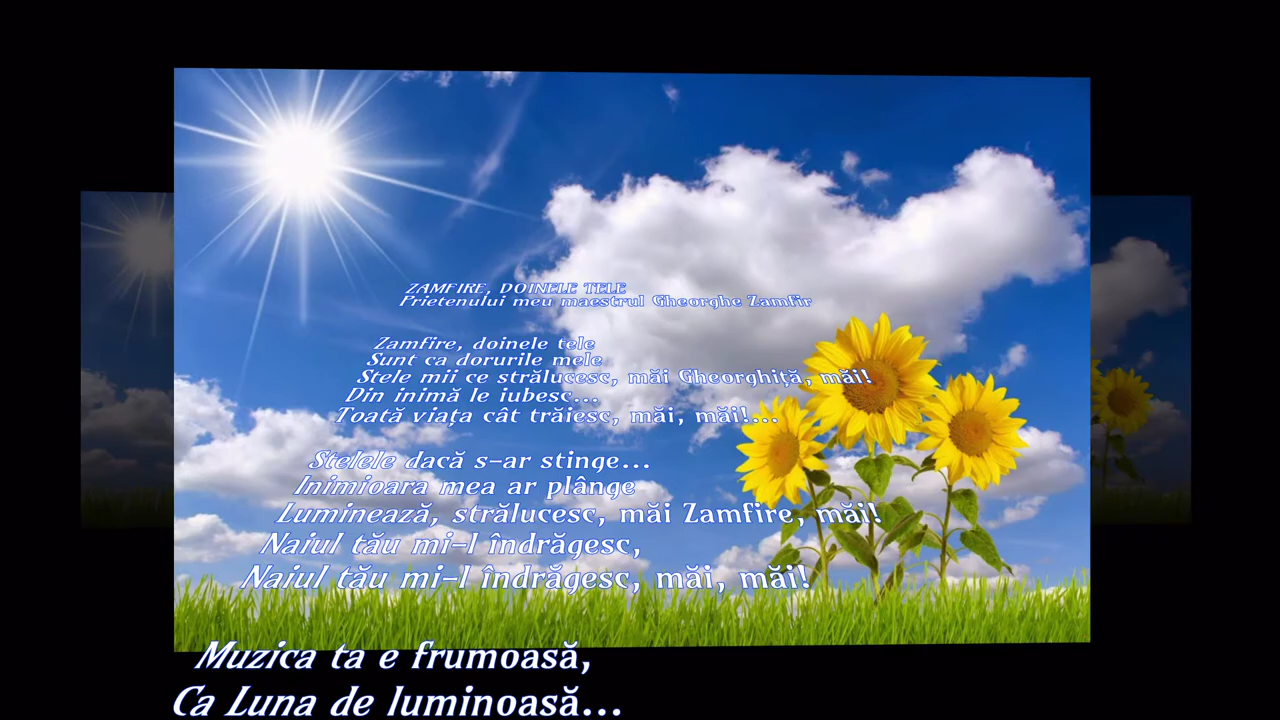 ZAMFIRE, DOINELE TELE
Prietenului meu maestrul Gheorghe Zamfir
Zamfire, doinele tele
Sunt ca dorurile mele
Stele mii ce strălucesc, măi Gheorghiță, măi!
Din inimă le iubesc...
Toată viața cât trăiesc, măi, măi!...
Stelele dacă s-ar stinge...
Inimioara mea ar plânge
Luminează, strălucesc, măi Zamfire, măi!
Naiul tău mi-l îndrăgesc,
Naiul tău mi-l îndrăgesc, măi, măi!
Muzica ta e frumoasă,
Ca Luna de luminoasă...